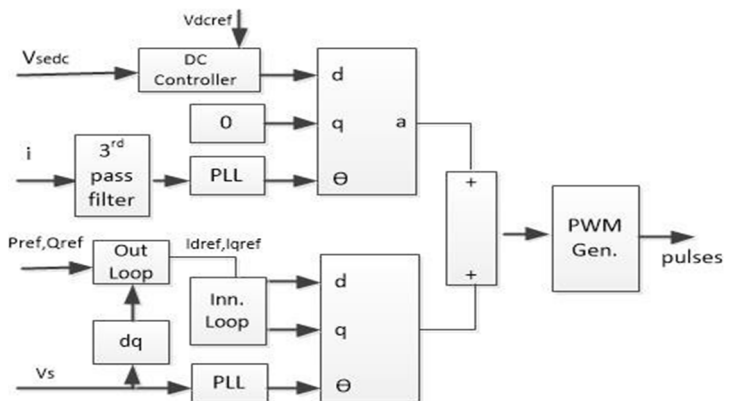 Vdcref
Vsedc
DC
Controller
d
0
q
a
i
3rd
pass
filter
PLL
Ө
+
PWM
Gen.
pulses
Pref,Qref
Out
Loop
Idref,Iqref
+
d
Inn.
Loop
q
dq
Vs
PLL
Ө